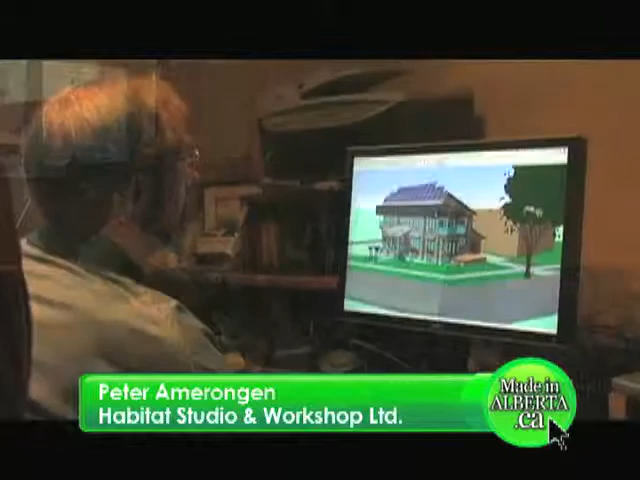 Peter Amerongen
Habitat Studio & Workshop Ltd.
Made in
ALBERTA
.ca